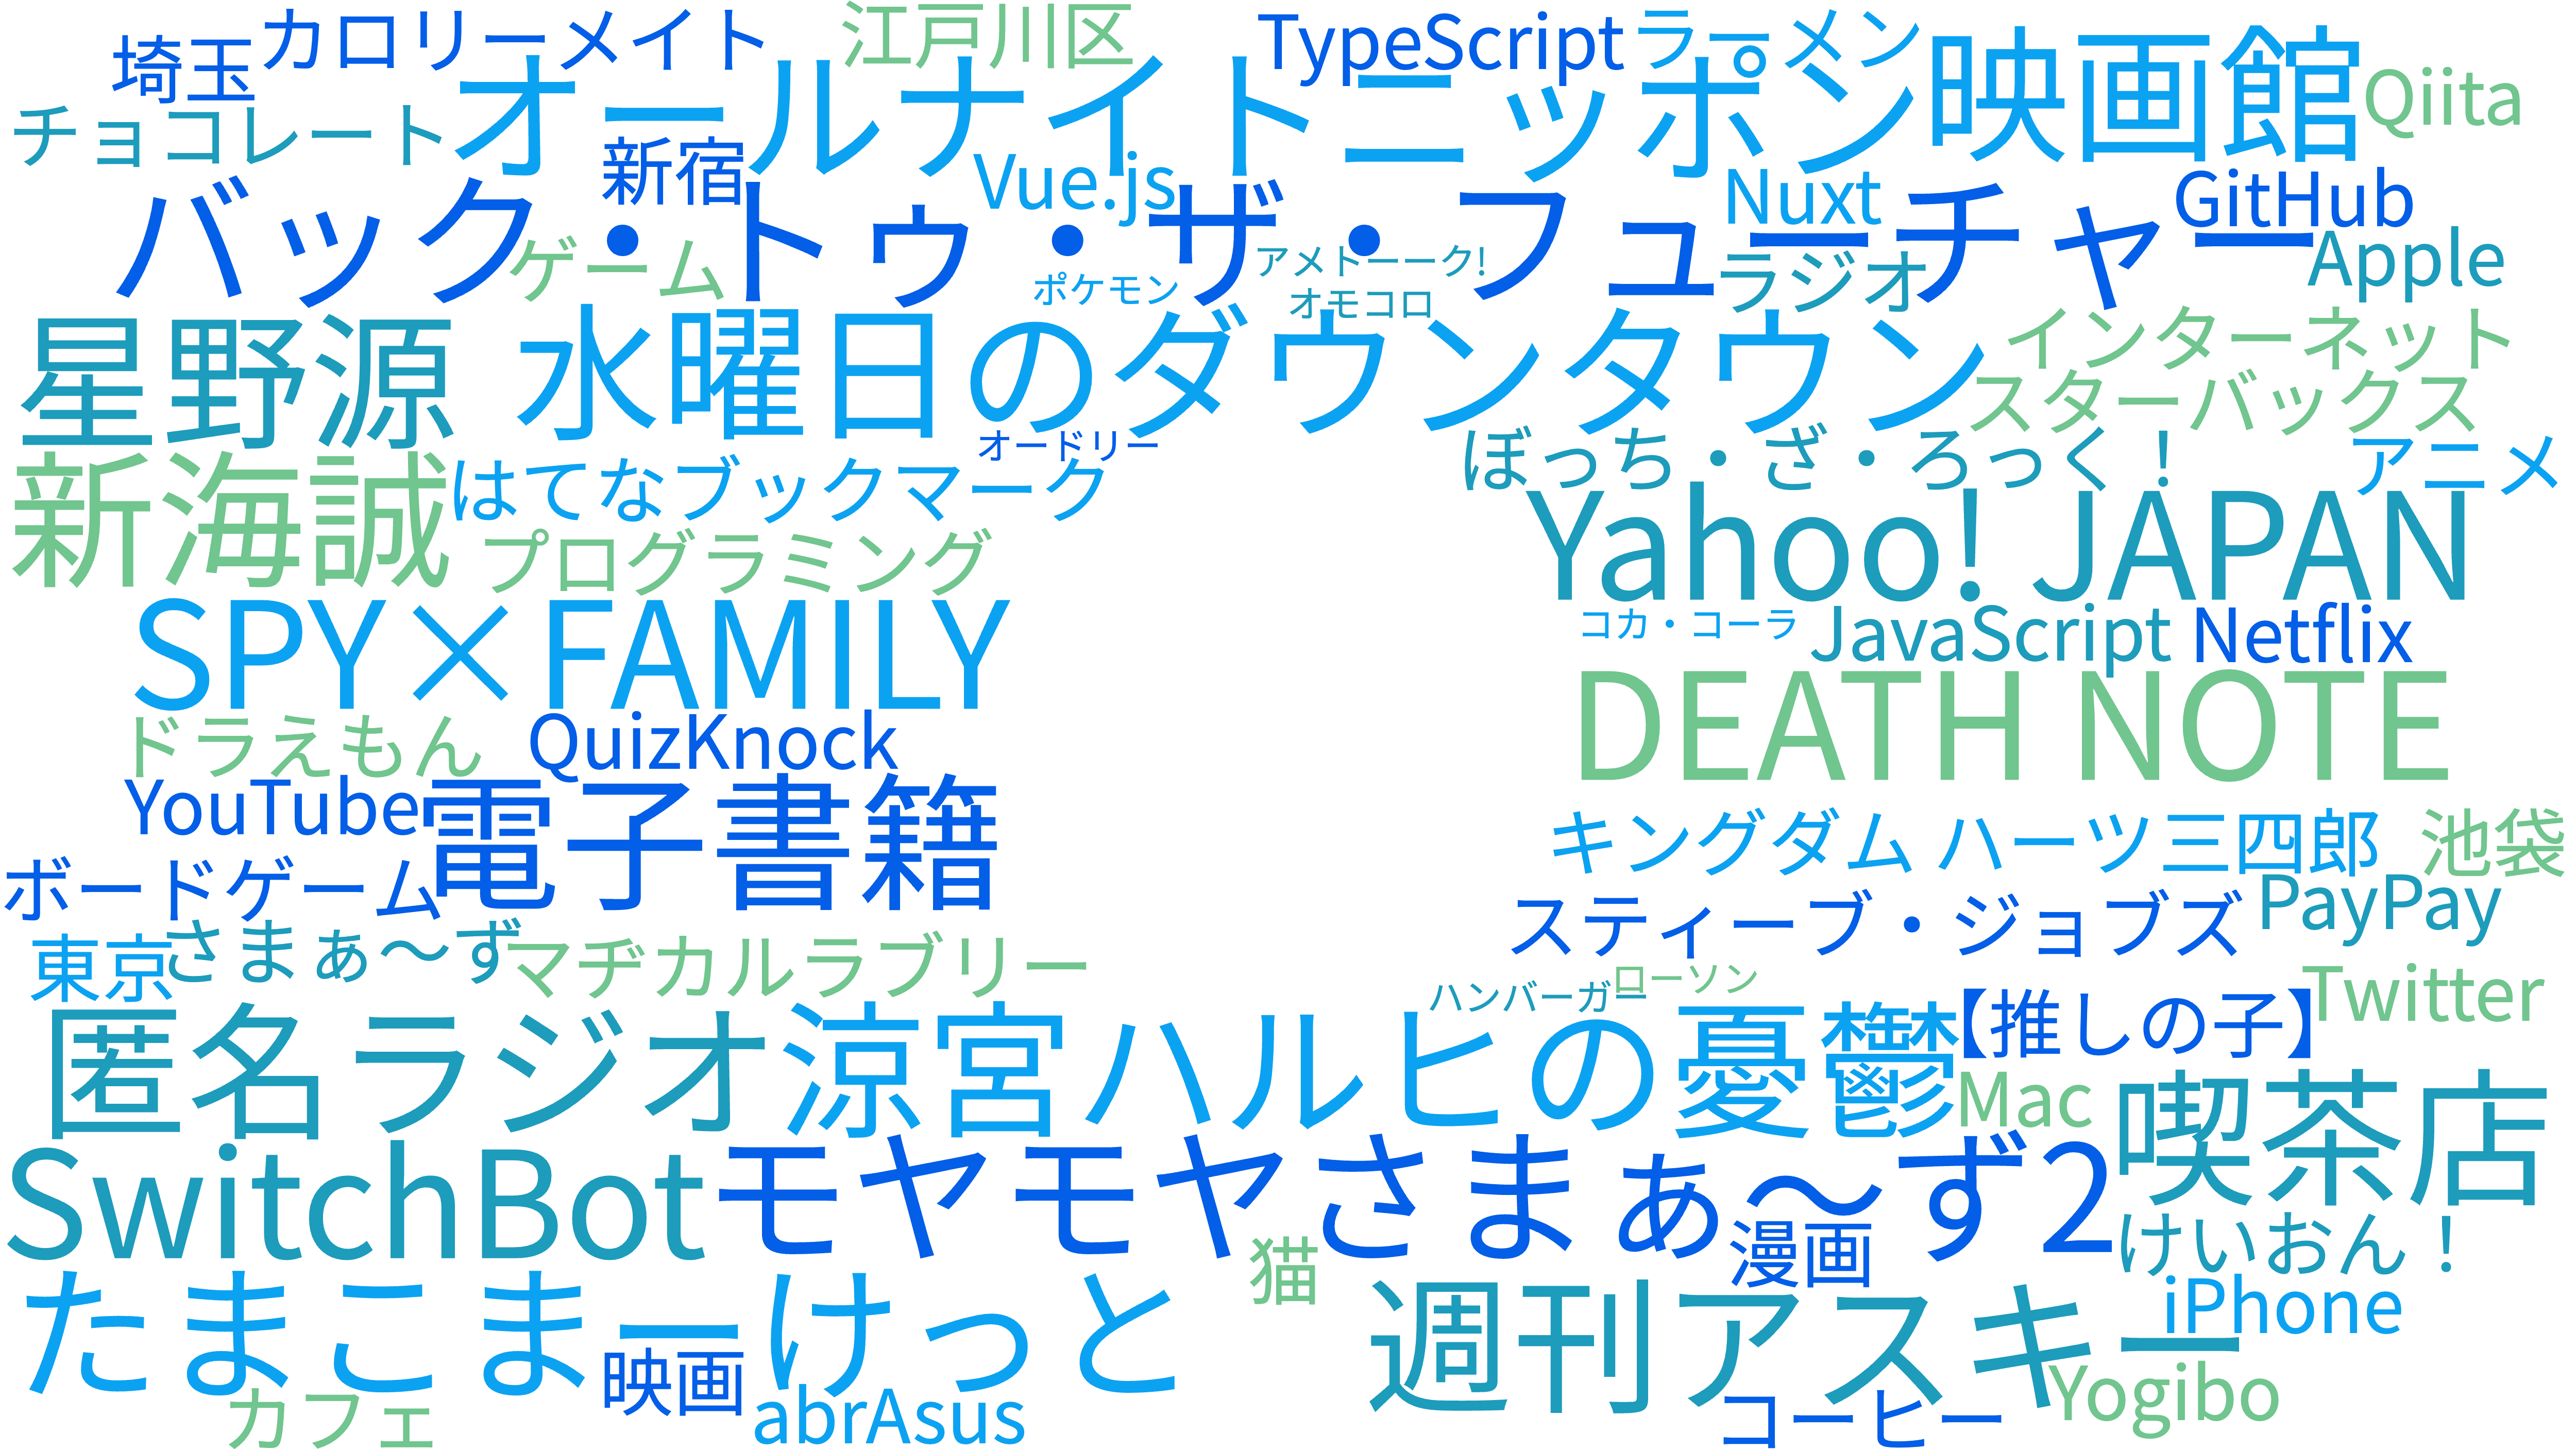 カロリーメイト
江戸川区
TypeScript
ラーメン
埼玉
オールナイトニッポン
映画館
Qiita
チョコレート
新宿
Vue.js
Nuxt
GitHub
バック・トゥ・ザ・フューチャー
Apple
ゲーム
ポケモン
アメトーーク!
オモコロ
ラジオ
星野源
水曜日のダウンタウン
インターネット
スターバックス
オードリー
ぼっち・ざ・ろっく！
アニメ
新海誠
はてなブックマーク
プログラミング
Yahoo! JAPAN
SPY×FAMILY
コカ・コーラ
JavaScript
Netflix
DEATH NOTE
ドラえもん
QuizKnock
YouTube
電子書籍
キングダム ハーツ
三四郎
池袋
ボードゲーム
スティーブ・ジョブズ
PayPay
東京
さまぁ〜ず
マヂカルラブリー
ハンバーガー
ローソン
【推しの子】
Twitter
匿名ラジオ
涼宮ハルヒの憂鬱
Mac
喫茶店
SwitchBot
モヤモヤさまぁ〜ず2
猫
漫画
けいおん！
たまこまーけっと
週刊アスキー
iPhone
映画
カフェ
abrAsus
コーヒー
Yogibo